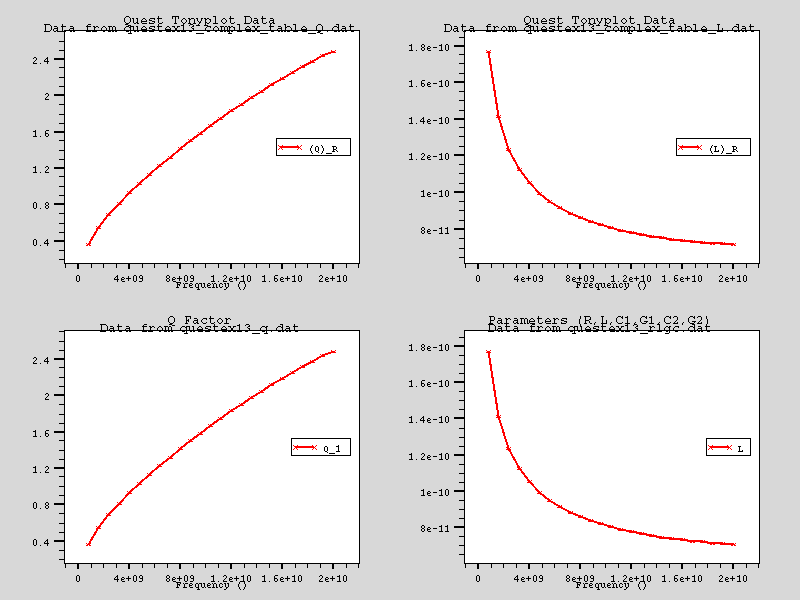 Quest Tonyplot Data
Data from questex13_complex_table_Q.dat
2.4
2
1.6
1.2
0.8
0.4
(Q)_R
0
4e+09
8e+09
1.2e+10
1.6e+10
2e+10
Frequency ()
Quest Tonyplot Data
Data from questex13_complex_table_L.dat
1.8e-10
1.6e-10
1.4e-10
1.2e-10
1e-10
8e-11
(L)_R
0
4e+09
8e+09
1.2e+10
1.6e+10
2e+10
Frequency ()
Q Factor
Data from questex13_q.dat
2.4
2
1.6
1.2
0.8
0.4
Q_1
0
4e+09
8e+09
1.2e+10
1.6e+10
2e+10
Frequency ()
Parameters (R,L,C1,G1,C2,G2)
Data from questex13_rlgc.dat
1.8e-10
1.6e-10
1.4e-10
1.2e-10
1e-10
8e-11
L
0
4e+09
8e+09
1.2e+10
1.6e+10
2e+10
Frequency ()